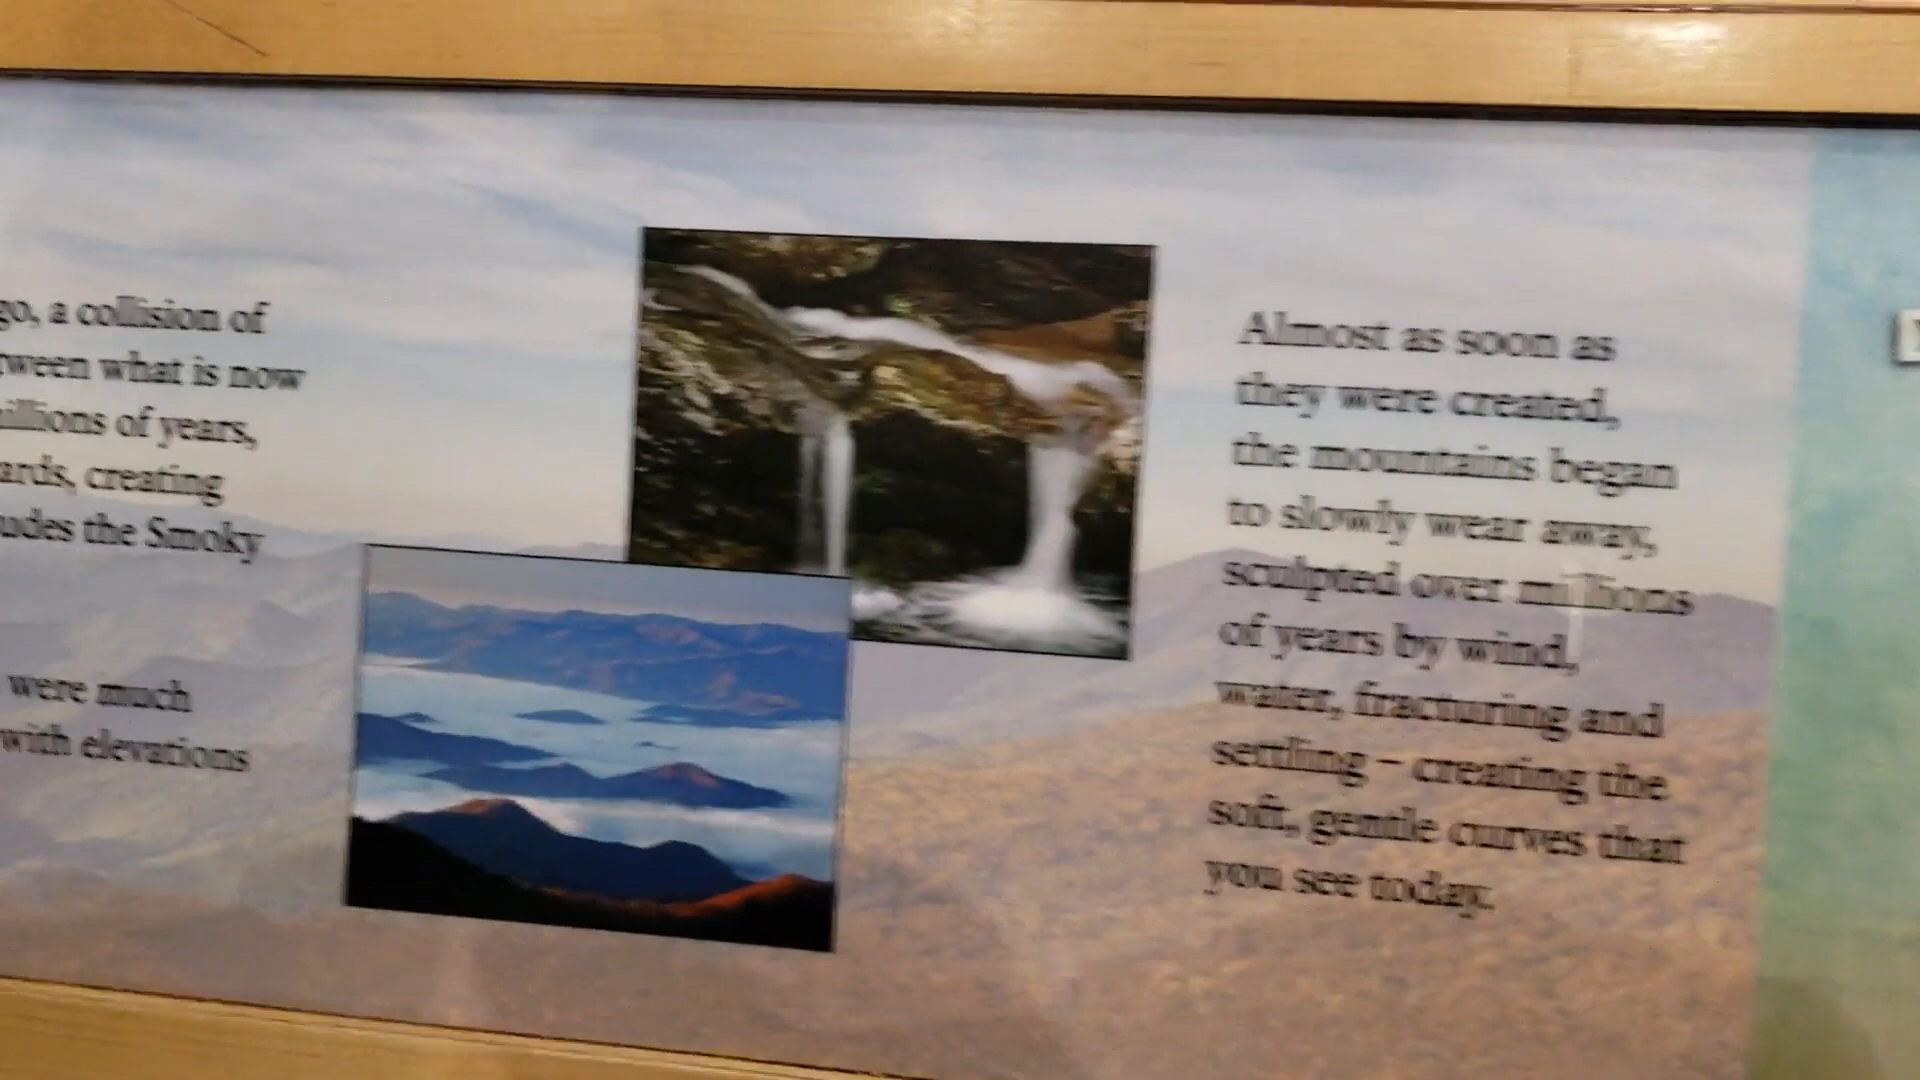 go, a collision of
tween what is now
illions of years,
ards, creating
udes the Smoky
were much
with elevations
Almost as soon as
they were created,
the mountains began
to slowly wear away,
sculpted over millions
of years by wind,
water, fracturing and
settling – creating the
soft, gentle curves that
you see today.